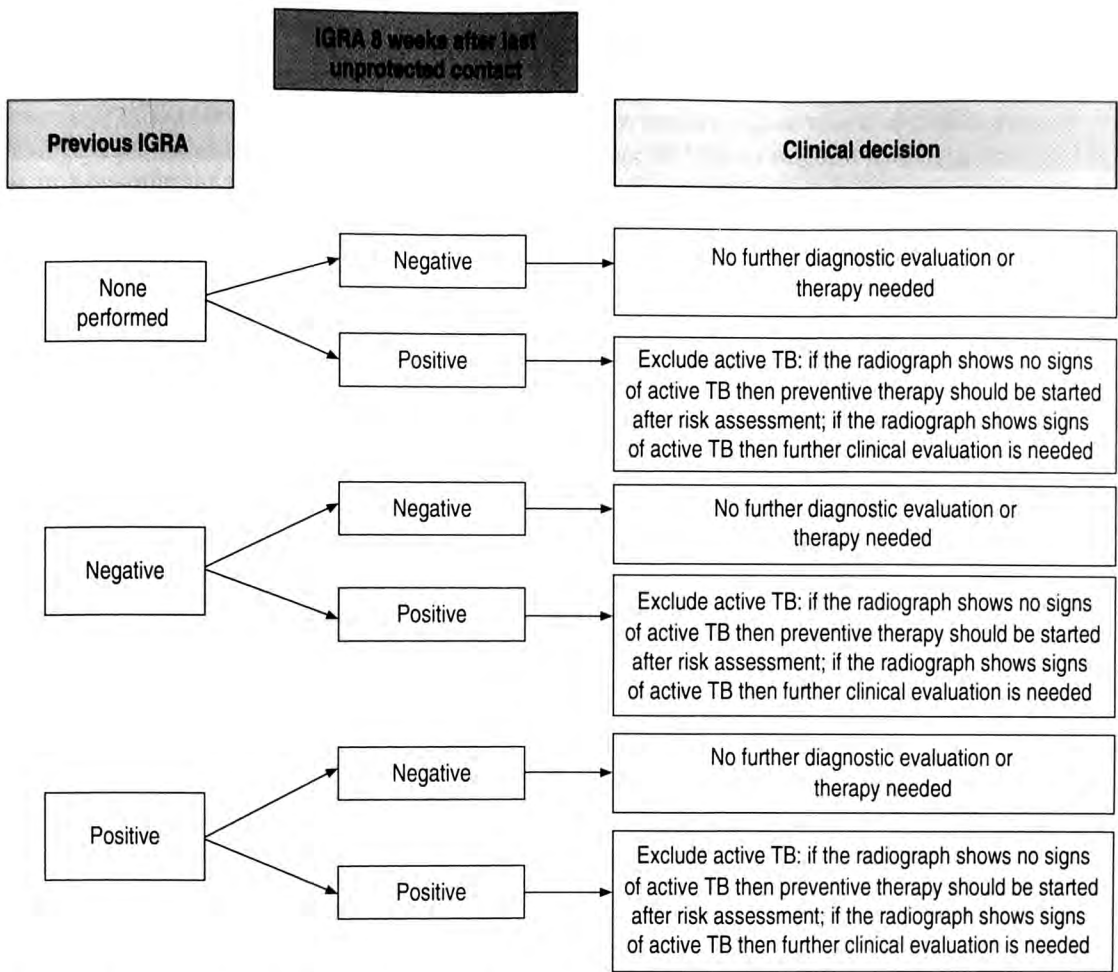 IGRA 8 weeks after last
unprotected contact
Previous IGRA
Clinical decision
None
performed
Negative
No further diagnostic evaluation or
therapy needed
Positive
Exclude active TB: if the radiograph shows no signs
of active TB then preventive therapy should be started
after risk assessment; if the radiograph shows signs
of active TB then further clinical evaluation is needed
Negative
Negative
No further diagnostic evaluation or
therapy needed
Positive
Exclude active TB: if the radiograph shows no signs
of active TB then preventive therapy should be started
after risk assessment; if the radiograph shows signs
of active TB then further clinical evaluation is needed
Positive
Negative
No further diagnostic evaluation or
therapy needed
Positive
Exclude active TB: if the radiograph shows no signs
of active TB then preventive therapy should be started
after risk assessment; if the radiograph shows signs
of active TB then further clinical evaluation is needed